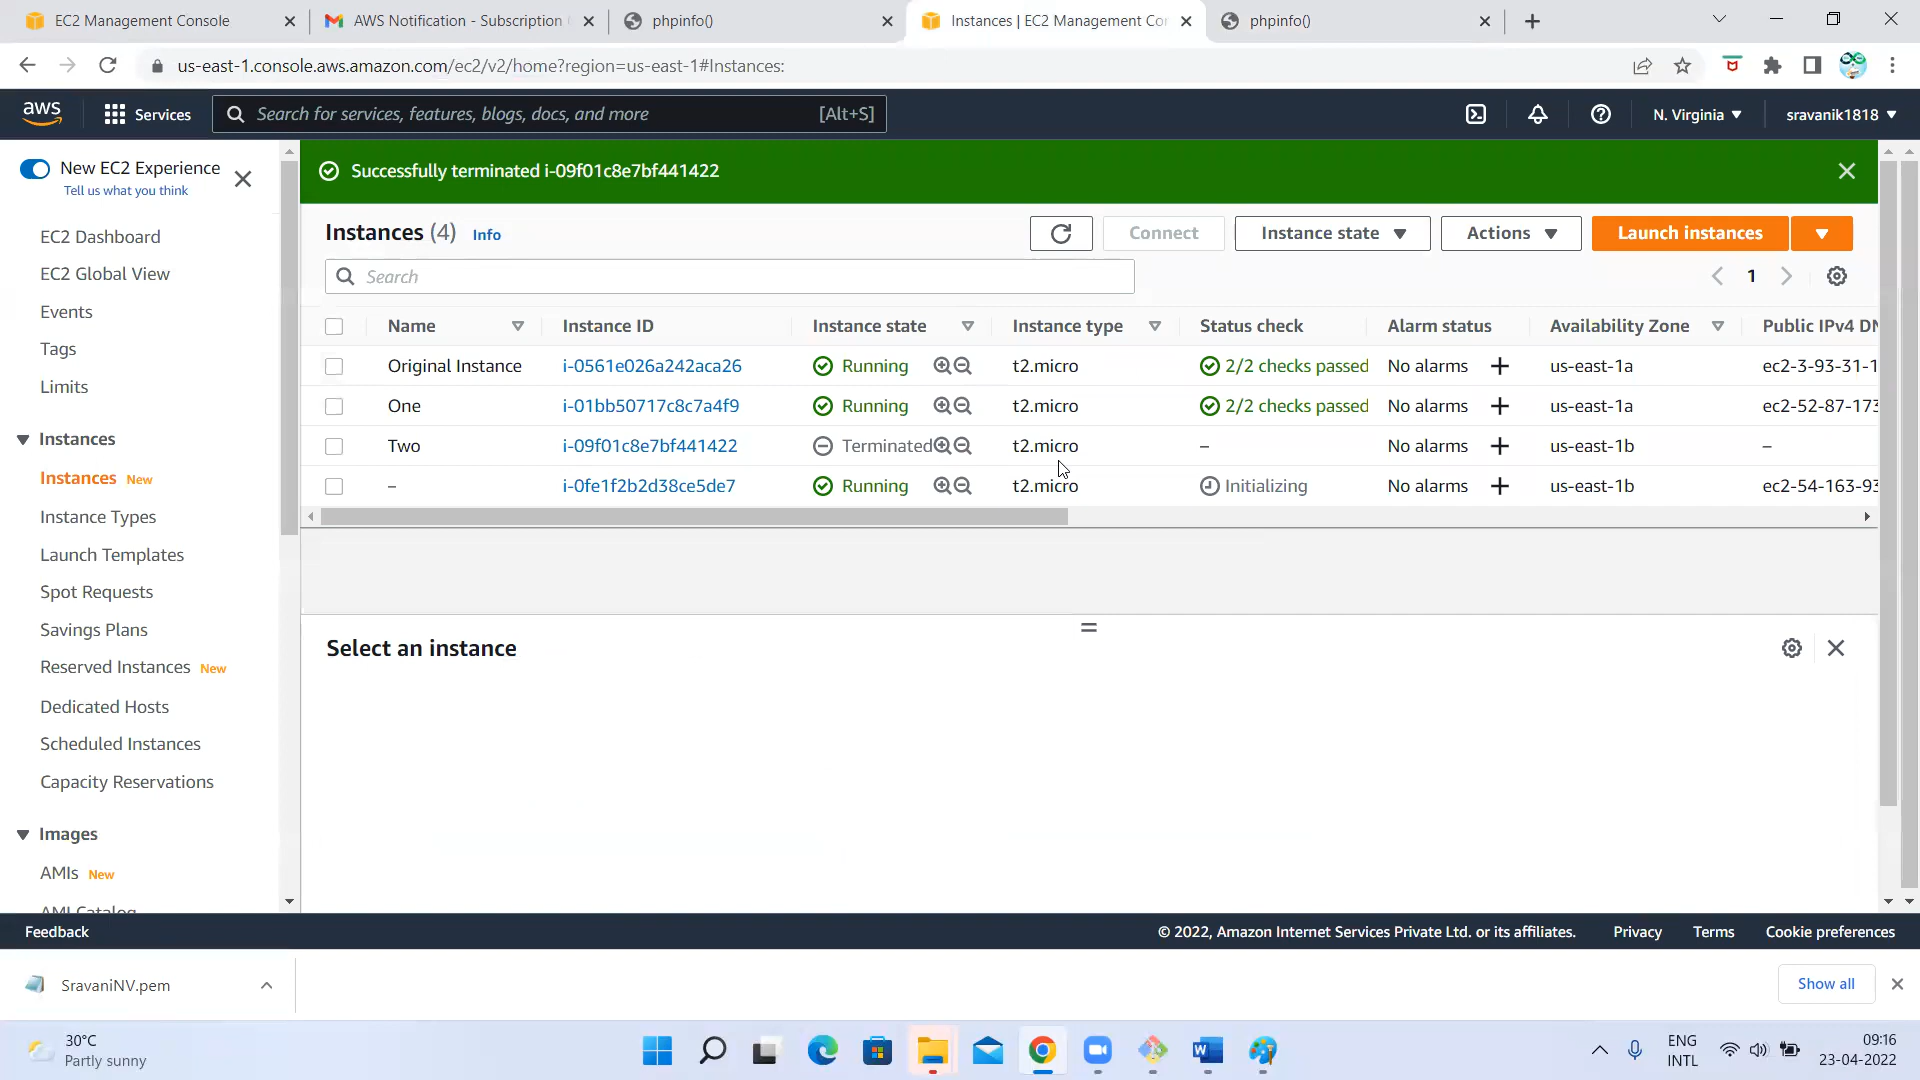 EC2 Management Console
AWS Notification - Subscription
phpinfo()
Instances | EC2 Management Co
phpinfo()
us-east-1.console.aws.amazon.com/ec2/v2/home?region=us-east-1#Instances:
aws
Services
Search for services, features, blogs, docs, and more
[Alt+S]
N. Virginia
sravanik1818
New EC2 Experience
Tell us what you think
Successfully terminated i-09f01c8e7bf441422
EC2 Dashboard
EC2 Global View
Events
Tags
Limits
Instances
Instances New
Instance Types
Launch Templates
Spot Requests
Savings Plans
Reserved Instances New
Dedicated Hosts
Scheduled Instances
Capacity Reservations
Images
AMIs New
AMI Catalog
Instances (4) Info
Connect
Instance state
Actions
Launch instances
Search
1
Name Instance ID Instance state Instance type Status check Alarm status Availability Zone Public IPv4 DN
Original Instance i-0561e026a242aca26 Running t2.micro 2/2 checks passed No alarms + us-east-1a ec2-3-93-31-1
One i-01bb50717c8c7a4f9 Running t2.micro 2/2 checks passed No alarms + us-east-1a ec2-52-87-173
Two i-09f01c8e7bf441422 Terminated t2.micro – No alarms + us-east-1b –
– i-0fe1f2b2d38ce5de7 Running t2.micro Initializing No alarms + us-east-1b ec2-54-163-93
Select an instance
Feedback
© 2022, Amazon Internet Services Private Ltd. or its affiliates.
Privacy
Terms
Cookie preferences
SravaniNV.pem
Show all
30°C
Partly sunny
ENG
INTL
09:16
23-04-2022